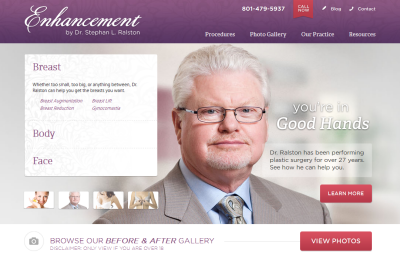 Enhancement
by Dr. Stephan L. Ralston
801-479-5937
CALL NOW
Blog
Contact
Procedures
Photo Gallery
Our Practice
Resources
Breast
Whether too small, too big, or anything between, Dr.
Ralston can help you get the breasts you want.
Breast Augmentation
Breast Lift
Breast Reduction
Gynecomastia
Body
Face
you're in
Good Hands
Dr. Ralston has been performing
plastic surgery for over 27 years.
See how he can help you.
LEARN MORE
BROWSE OUR BEFORE & AFTER GALLERY
DISCLAIMER: ONLY VIEW IF YOU ARE OVER 18
VIEW PHOTOS